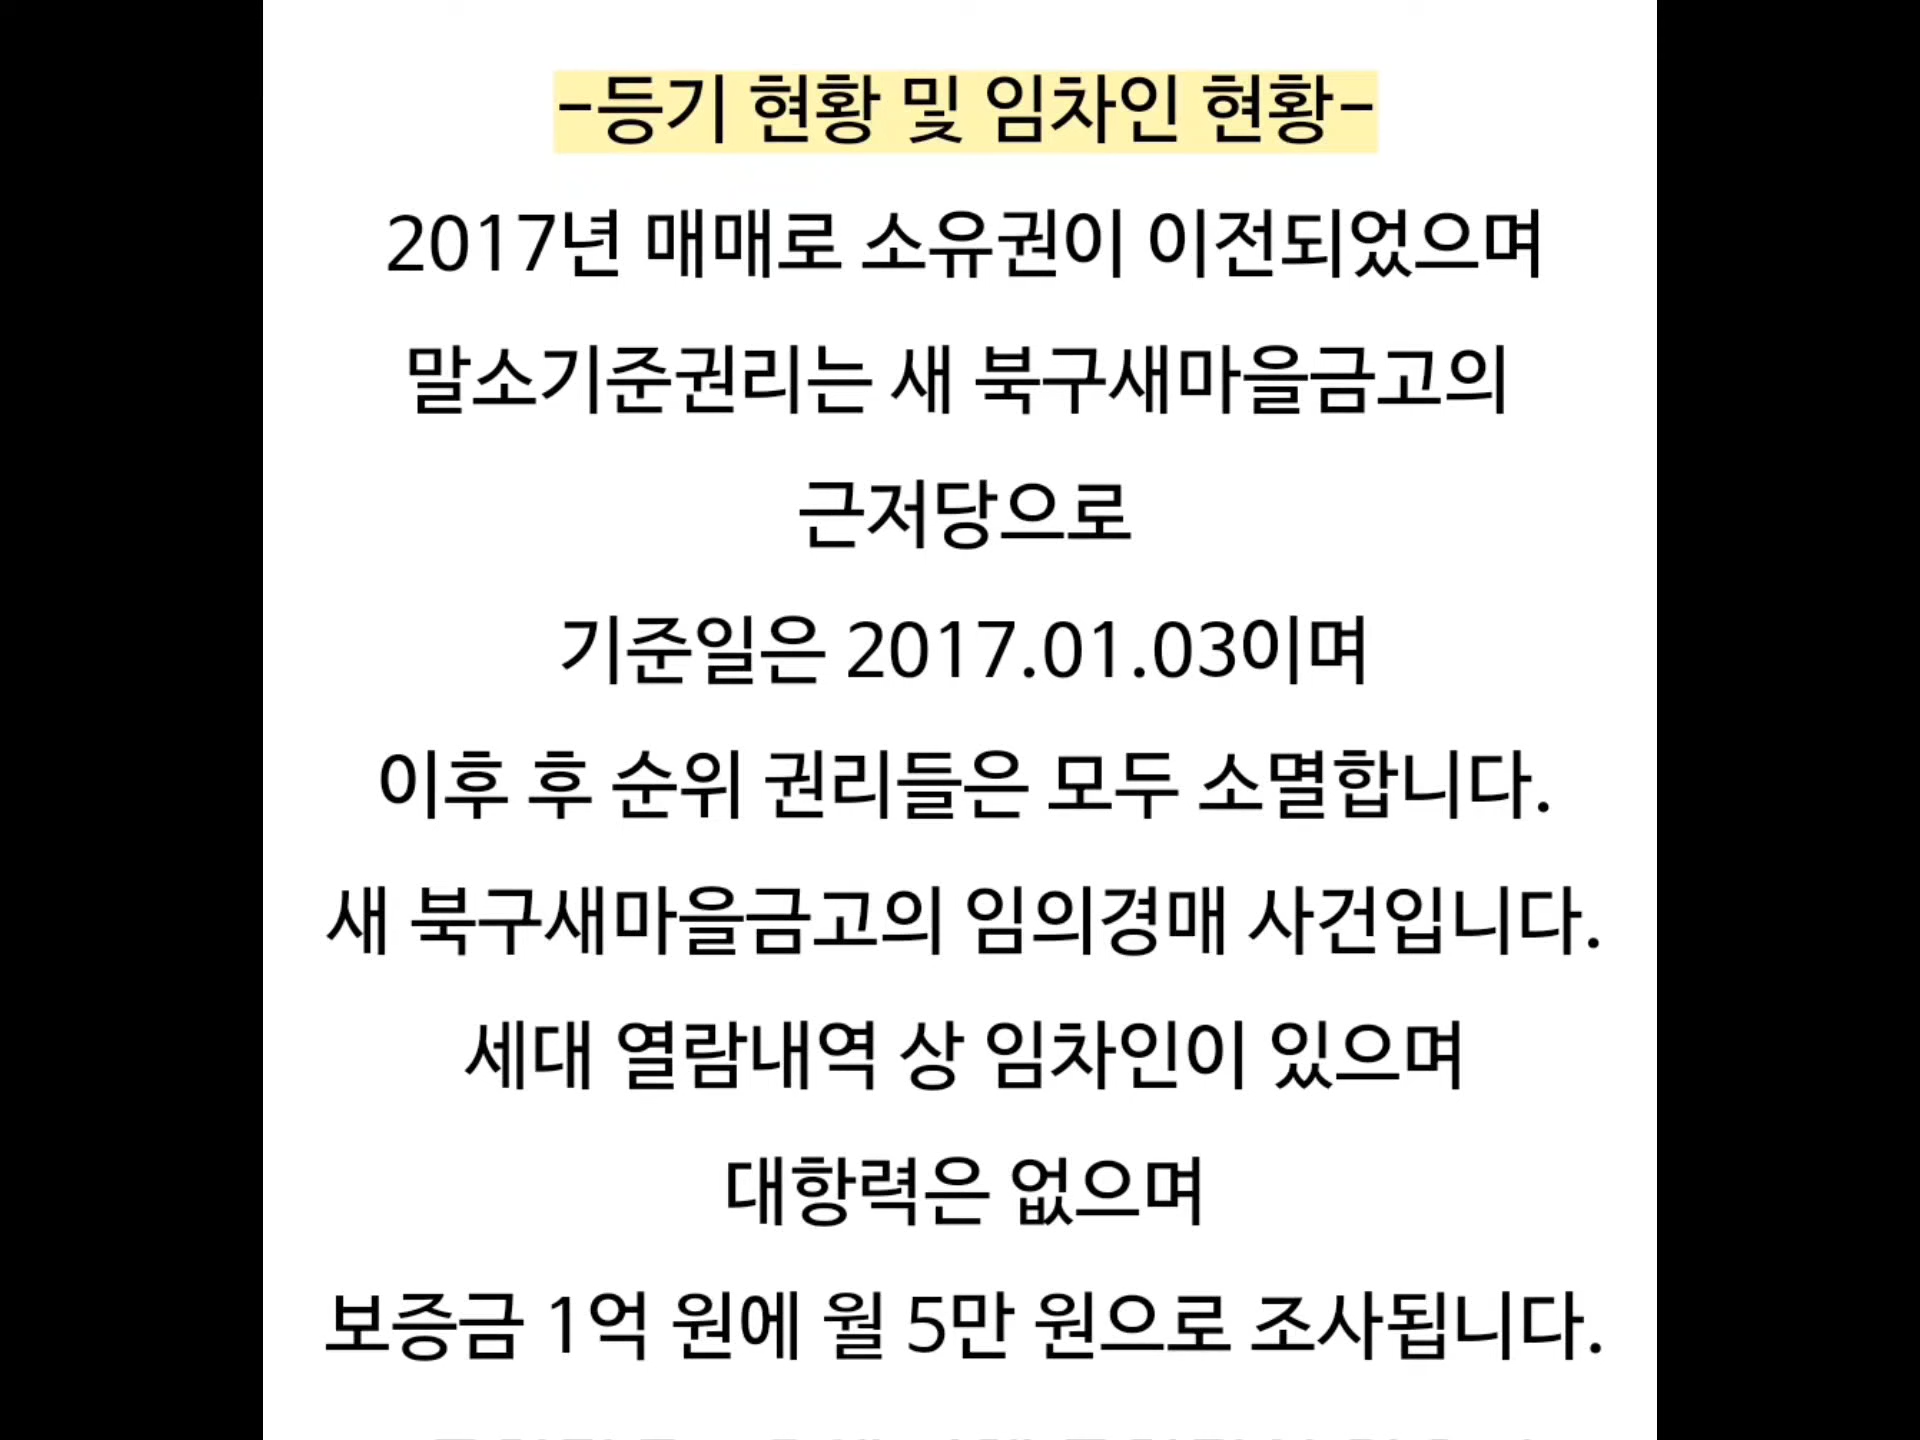 -등기 현황 및 임차인 현황-
2017년 매매로 소유권이 이전되었으며
말소기준권리는 새 북구새마을금고의
근저당으로
기준일은 2017.01.03이며
이후 후 순위 권리들은 모두 소멸합니다.
새 북구새마을금고의 임의경매 사건입니다.
세대 열람내역 상 임차인이 있으며
대항력은 없으며
보증금 1억 원에 월 5만 원으로 조사됩니다.